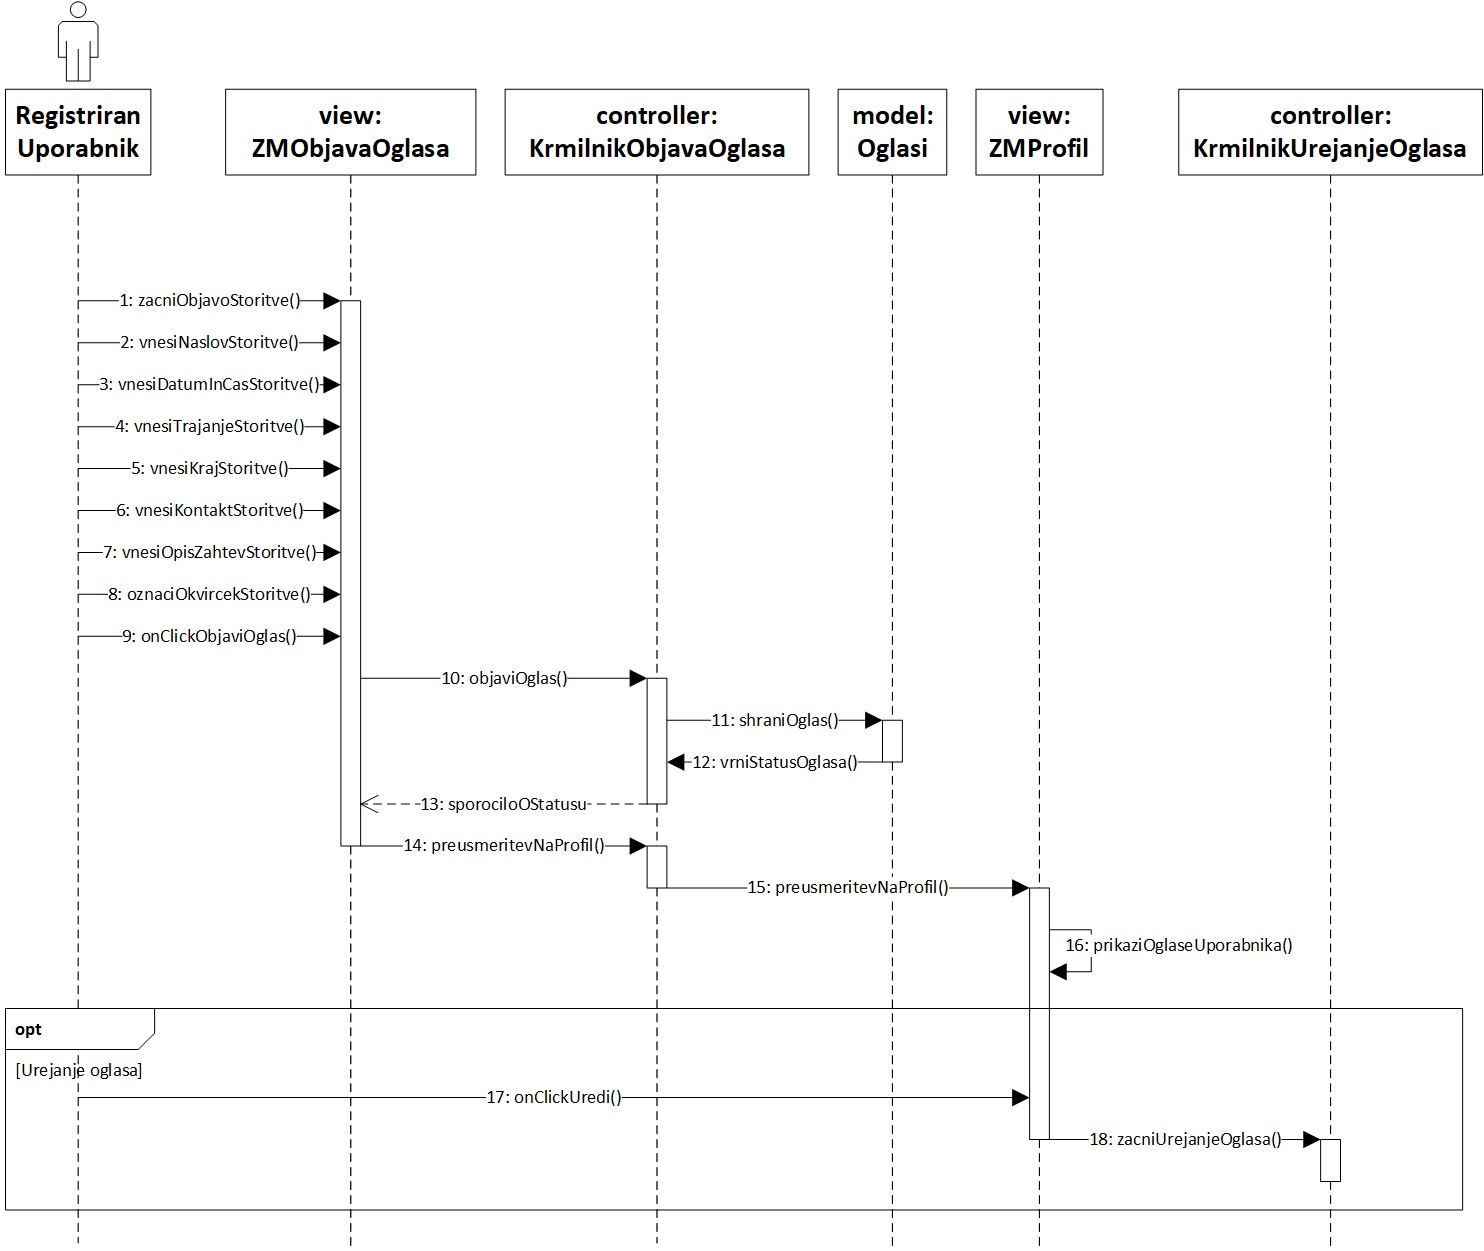 Registriran
Uporabnik
view:
ZMObjavaOglasa
controller:
KrmilnikObjavaOglasa
model:
Oglasi
view:
ZMProfil
controller:
KrmilnikUrejanjeOglasa
1: zacniObjavoStoritve()
2: vnesiNaslovStoritve()
3: vnesiDatumInCasStoritve()
4: vnesiTrajanjeStoritve()
5: vnesiKrajStoritve()
6: vnesiKontaktStoritve()
7: vnesiOpisZahtevStoritve()
8: oznaciOkvircekStoritve()
9: onClickObjaviOglas()
10: objaviOglas()
11: shraniOglas()
12: vrniStatusOglasa()
13: sporociloOStatusu
14: preusmeritevNaProfil()
15: preusmeritevNaProfil()
16: prikaziOglaseUporabnika()
opt
[Urejanje oglasa]
17: onClickUredi()
18: zacniUrejanjeOglasa()